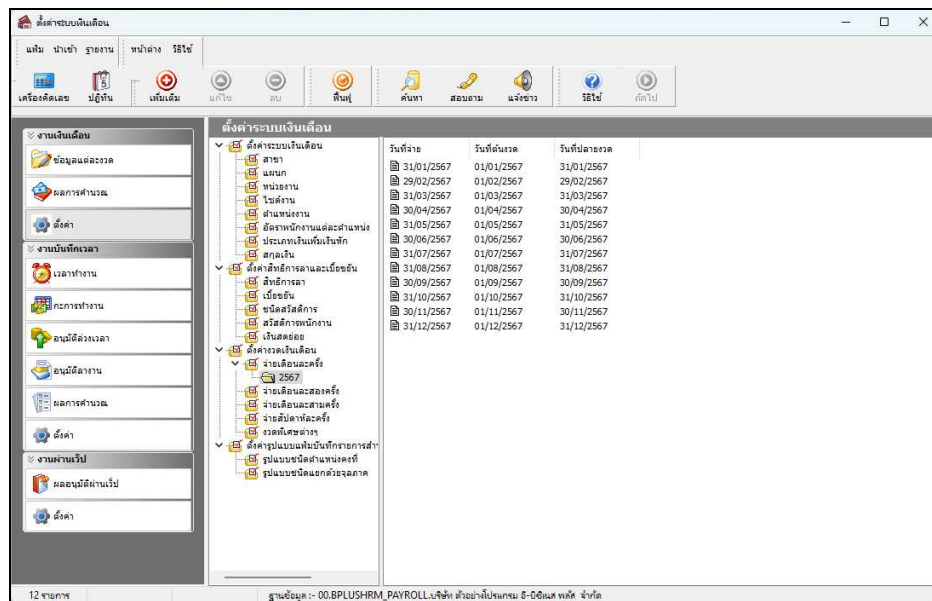 ตั้งค่าระบบเงินเดือน
แฟ้ม นำเข้า รายงาน หน้าต่าง วิธีใช้
เครื่องคิดเลข ปฏิทิน เพิ่มเติม แก้ไข ลบ ฟื้นฟู ค้นหา สอบถาม แจ้งข่าว วิธีใช้ ถัดไป
งานเงินเดือน
ข้อมูลแต่ละงวด
ผลการคำนวณ
ตั้งค่า
งานบันทึกเวลา
เวลาทำงาน
กะการทำงาน
อนุมัติล่วงเวลา
อนุมัติลางาน
ผลการคำนวณ
ตั้งค่า
งานผ่านเว็ป
ผลอนุมัติผ่านเว็ป
ตั้งค่า
ตั้งค่าระบบเงินเดือน
ตั้งค่าระบบเงินเดือน
สาขา
แผนก
หน่วยงาน
ไซด์งาน
ตำแหน่งงาน
อัตราพนักงานแต่ละตำแหน่ง
ประเภทเงินเพิ่มเงินหัก
สกุลเงิน
ตั้งค่าสิทธิการลาและเบี้ยขยัน
สิทธิการลา
เบี้ยขยัน
ชนิดสวัสดิการ
สวัสดิการพนักงาน
เงินสดย่อย
ตั้งค่างวดเงินเดือน
จ่ายเดือนละครั้ง
2567
จ่ายเดือนละสองครั้ง
จ่ายเดือนละสามครั้ง
จ่ายสัปดาห์ละครั้ง
งวดพิเศษต่างๆ
ตั้งค่ารูปแบบแฟ้มบันทึกรายการสำ
รูปแบบชนิดตำแหน่งคงที่
รูปแบบชนิดแยกด้วยจุลภาค
วันที่จ่าย วันที่ต้นงวด วันที่ปลายงวด
31/01/2567 01/01/2567 31/01/2567
29/02/2567 01/02/2567 29/02/2567
31/03/2567 01/03/2567 31/03/2567
30/04/2567 01/04/2567 30/04/2567
31/05/2567 01/05/2567 31/05/2567
30/06/2567 01/06/2567 30/06/2567
31/07/2567 01/07/2567 31/07/2567
31/08/2567 01/08/2567 31/08/2567
30/09/2567 01/09/2567 30/09/2567
31/10/2567 01/10/2567 31/10/2567
30/11/2567 01/11/2567 30/11/2567
31/12/2567 01/12/2567 31/12/2567
12 รายการ
ฐานข้อมูล :- 00.BPLUSHRM_PAYROLL.บริษัท ตัวอย่างโปรแกรม อี-บิซิเนส พลัส จำกัด